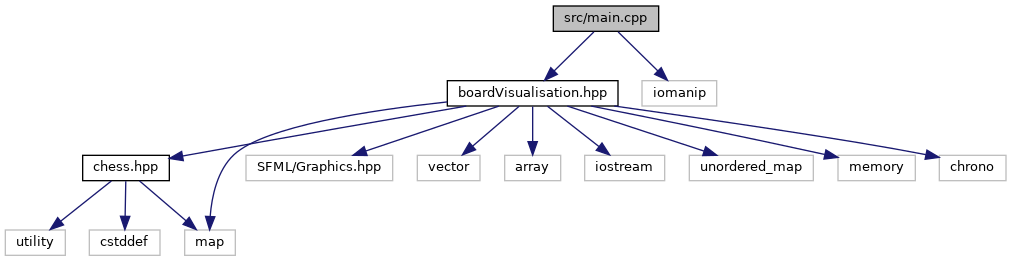 src/main.cpp
boardVisualisation.hpp
iomanip
chess.hpp
SFML/Graphics.hpp
vector
array
iostream
unordered_map
memory
chrono
utility
cstddef
map